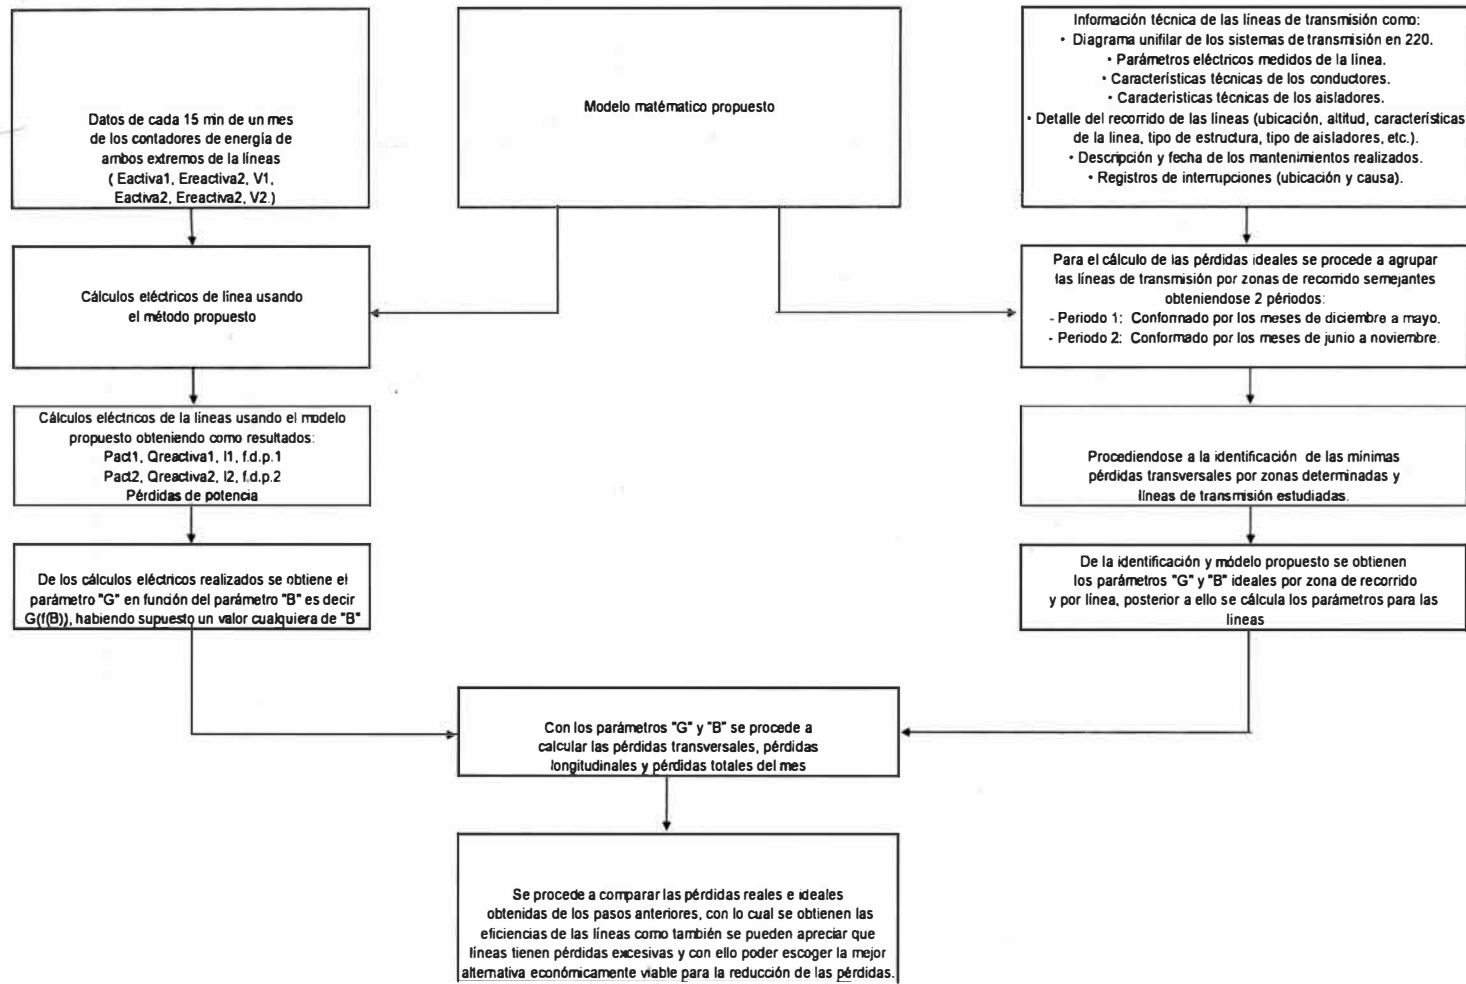 Datos de cada 15 min de un mes
de los contadores de energía de
ambos extremos de la líneas
( Eactiva1, Ereactiva2, V1,
Eactiva2, Ereactiva2, V2.)
Modelo matématico propuesto
Información técnica de las líneas de transmisión como:
• Diagrama unifilar de los sistemas de transmisión en 220.
• Parámetros eléctricos medidos de la línea.
• Características técnicas de los conductores.
• Características técnicas de los aisladores.
• Detalle del recorrido de las líneas (ubicación, altitud, características
de la linea, tipo de estructura, tipo de aisladores, etc.).
• Descripción y fecha de los mantenimientos realizados.
• Registros de interrupciones (ubicación y causa).
Cálculos eléctricos de línea usando
el método propuesto
Para el cálculo de las pérdidas ideales se procede a agrupar
las líneas de transmisión por zonas de recorrido semejantes
obteniendose 2 períodos:
- Periodo 1: Conformado por los meses de diciembre a mayo.
- Periodo 2: Conformado por los meses de junio a noviembre.
Cálculos eléctricos de la líneas usando el modelo
propuesto obteniendo como resultados:
Pact1, Qreactiva1, I1, f.d.p.1
Pact2, Qreactiva2, I2, f.d.p.2
Pérdidas de potencia
Procediendose a la identificación de las mínimas
pérdidas transversales por zonas determinadas y
líneas de transmisión estudiadas.
De los cálculos eléctricos realizados se obtiene el
parámetro "G" en función del parámetro "B" es decir
G(f(B)), habiendo supuesto un valor cualquiera de "B"
De la identificación y módelo propuesto se obtienen
los parámetros "G" y "B" ideales por zona de recorrido
y por línea, posterior a ello se cálcula los parámetros para las
lineas
Con los parámetros "G" y "B" se procede a
calcular las pérdidas transversales, pérdidas
longitudinales y pérdidas totales del mes
Se procede a comparar las pérdidas reales e ideales
obtenidas de los pasos anteriores, con lo cual se obtienen las
eficiencias de las líneas como también se pueden apreciar que
líneas tienen pérdidas excesivas y con ello poder escoger la mejor
alternativa económicamente viable para la reducción de las pérdidas.